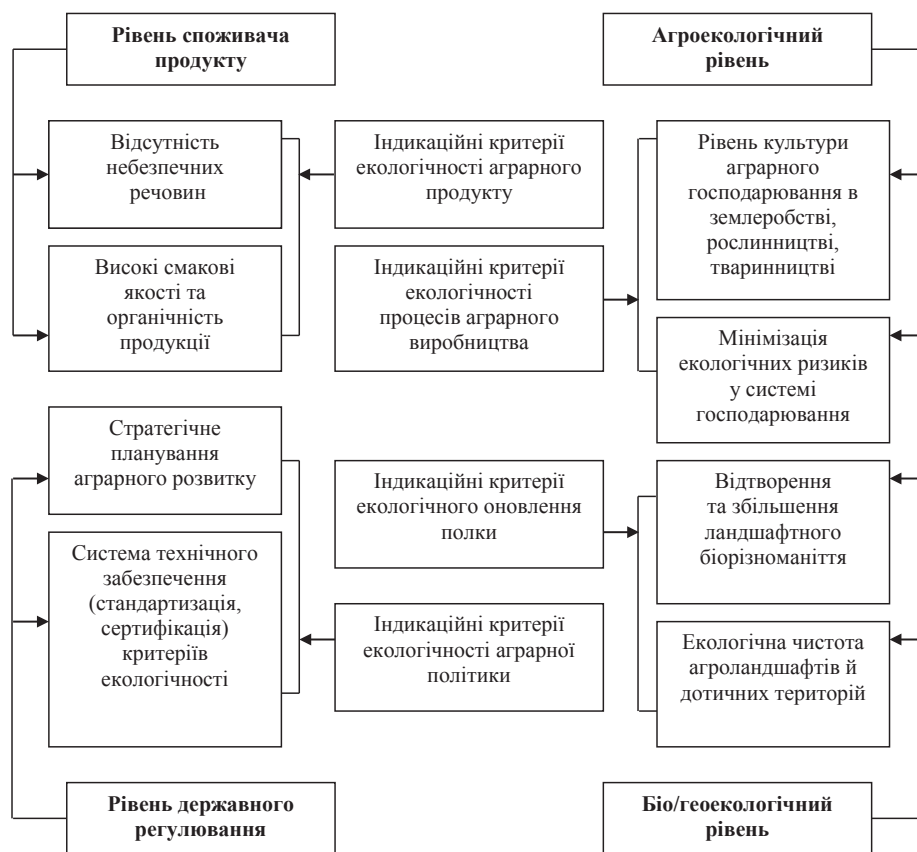 Рівень споживача
продукту
Агроекологічний
рівень
Відсутність
небезпечних
речовин
Індикаційні критерії
екологічності аграрного
продукту
Рівень культури
аграрного
господарювання в
землеробстві,
рослинництві,
тваринництві
Високі смакові
якості та
органічність
продукції
Індикаційні критерії
екологічності
процесів аграрного
виробництва
Мінімізація
екологічних ризиків
у системі
господарювання
Стратегічне
планування
аграрного розвитку
Індикаційні критерії
екологічного оновлення
полки
Відтворення
та збільшення
ландшафтного
біорізноманіття
Система технічного
забезпечення
(стандартизація,
сертифікація)
критеріїв
екологічності
Індикаційні критерії
екологічності аграрної
політики
Екологічна чистота
агроландшафтів й
дотичних територій
Рівень державного
регулювання
Біо/геоекологічний
рівень